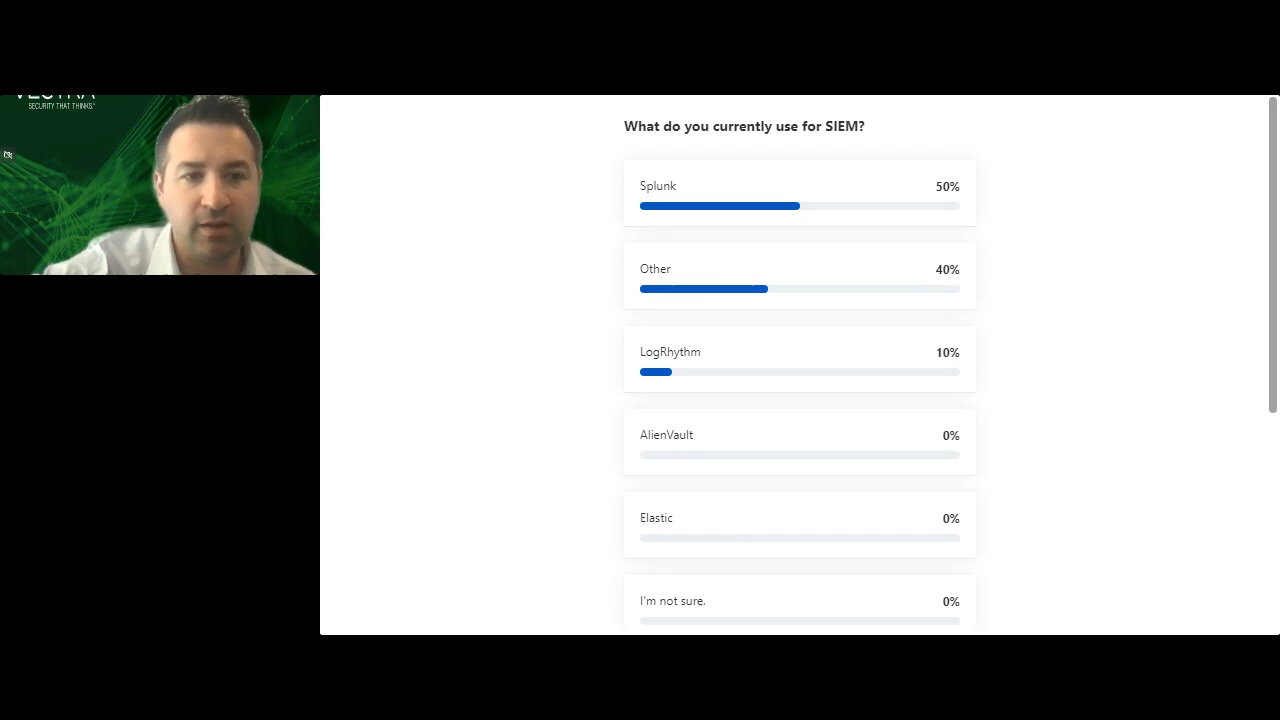 SECURITY THAT THINKS.®
What do you currently use for SIEM?
Splunk 50%
Other 40%
LogRhythm 10%
AlienVault 0%
Elastic 0%
I'm not sure. 0%